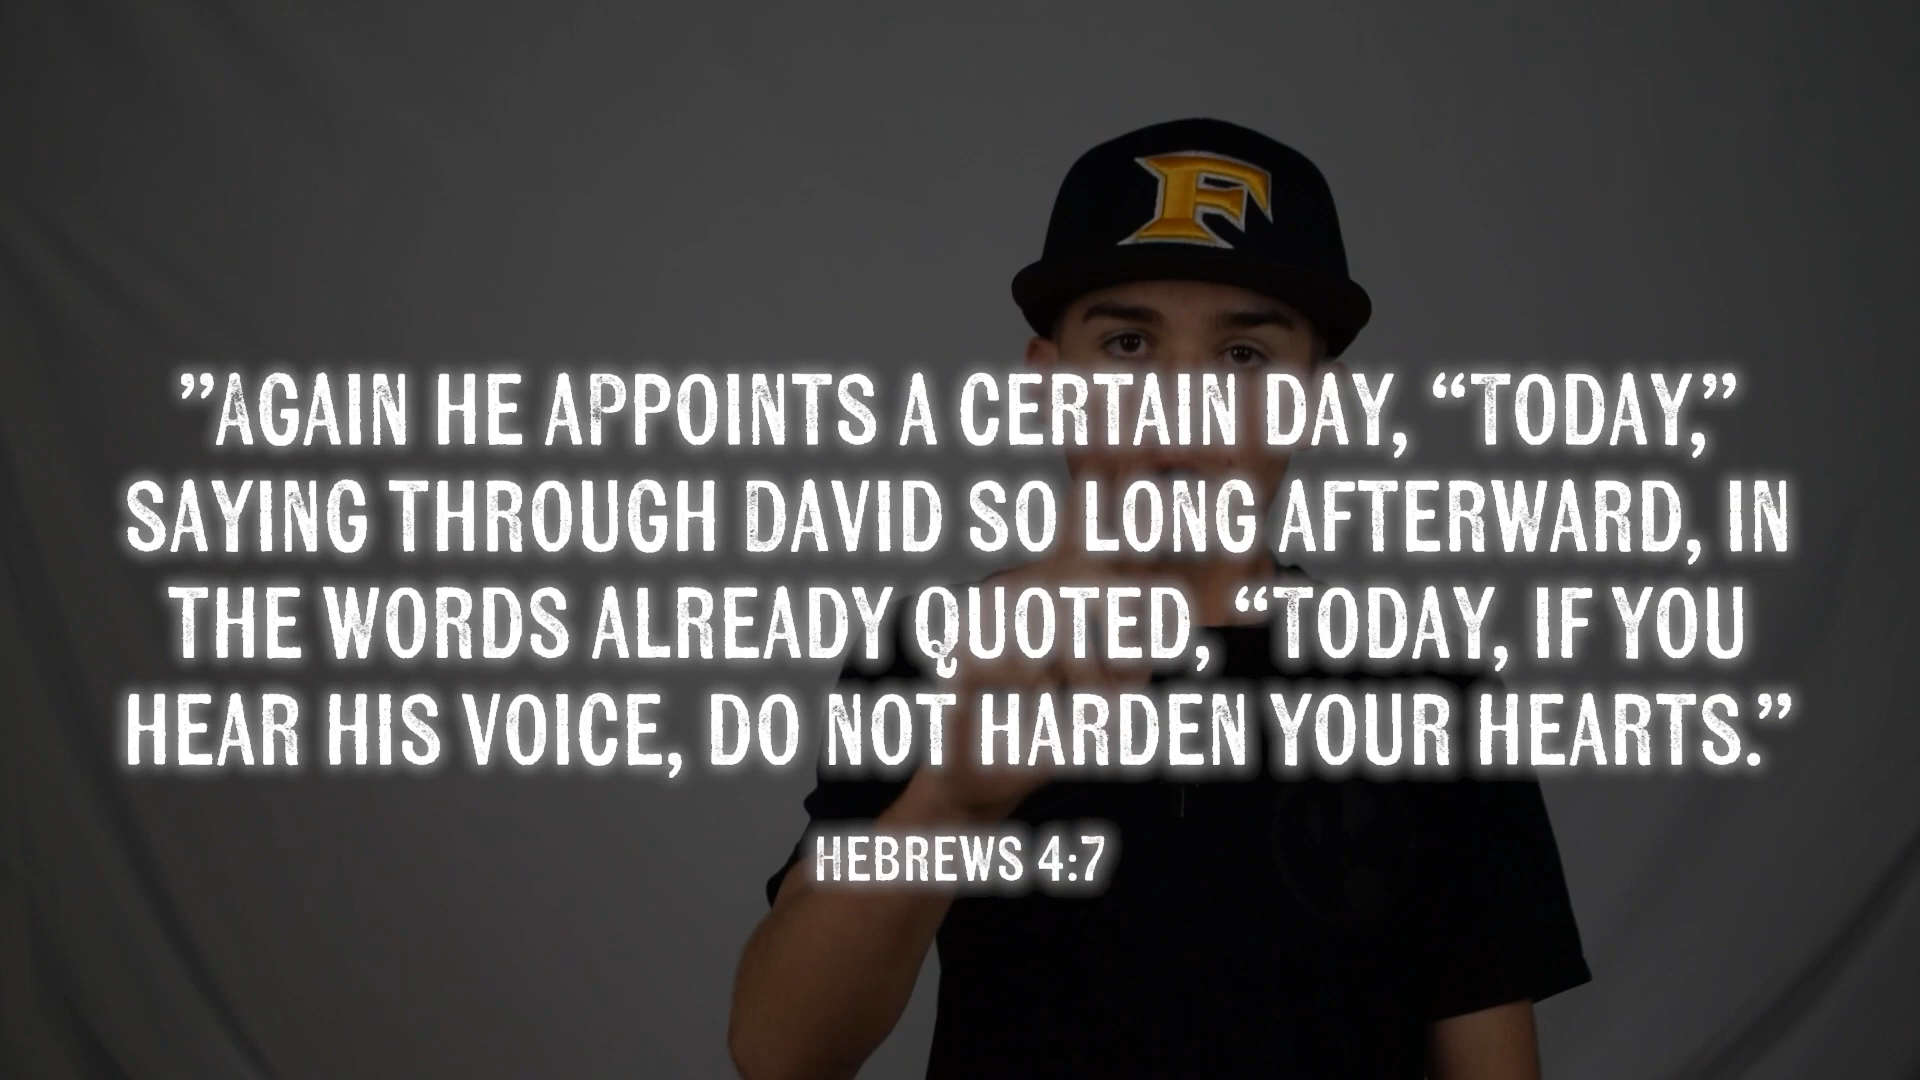 F
”AGAIN HE APPOINTS A CERTAIN DAY, “TODAY,”
SAYING THROUGH DAVID SO LONG AFTERWARD, IN
THE WORDS ALREADY QUOTED, “TODAY, IF YOU
HEAR HIS VOICE, DO NOT HARDEN YOUR HEARTS.”
HEBREWS 4:7